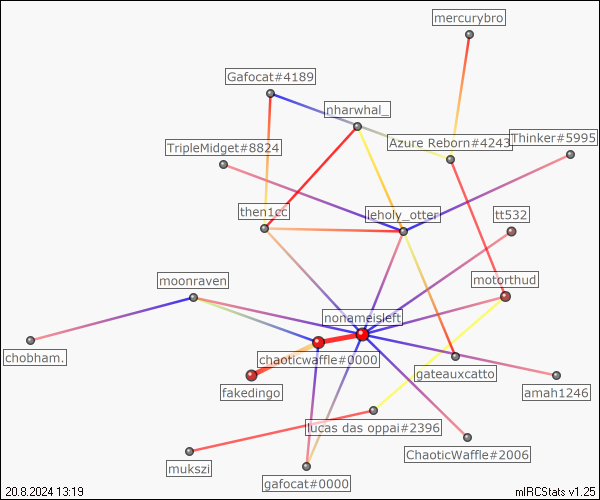 mercurybro
Gafocat#4189
nharwhal_
Azure Reborn#4243
Thinker#5995
TripleMidget#8824
then1cc
leholy_otter
tt532
moonraven
motorthud
nonameisleft
chobham.
chaoticwaffle#0000
gateauxcatto
fakedingo
amah1246
lucas das oppai#2396
ChaoticWaffle#2006
mukszi
gafocat#0000
20.8.2024 13:19
mIRCStats v1.25